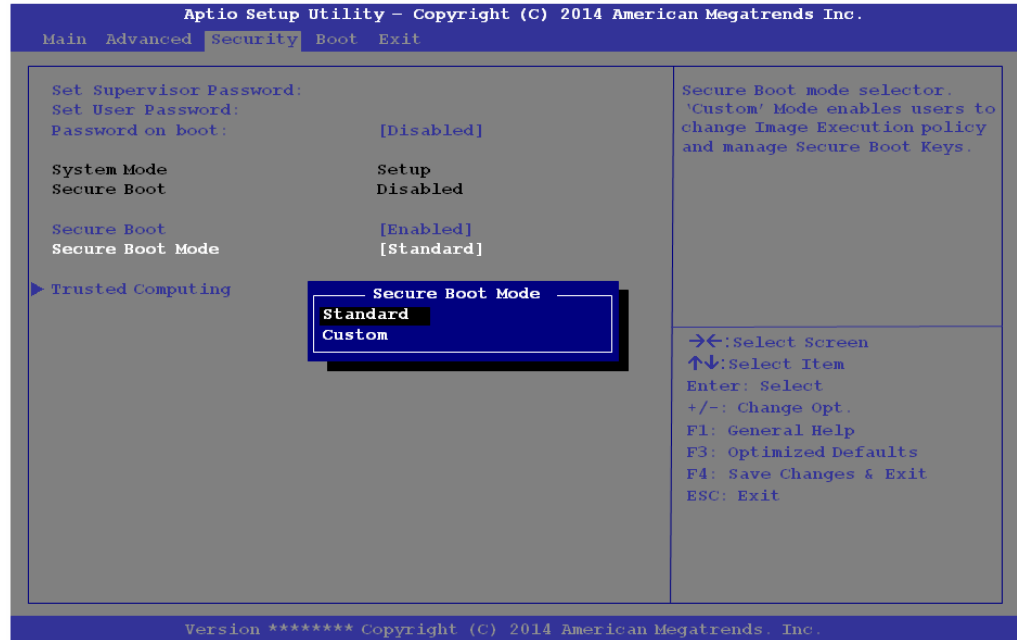 Aptio Setup Utility – Copyright (C) 2014 American Megatrends Inc.
Main Advanced Security Boot Exit
Set Supervisor Password:
Set User Password:
Password on boot: [Disabled]
System Mode Setup
Secure Boot Disabled
Secure Boot [Enabled]
Secure Boot Mode [Standard]
Trusted Computing
Secure Boot Mode
Standard
Custom
Secure Boot mode selector.
'Custom' Mode enables users to
change Image Execution policy
and manage Secure Boot Keys.
→←:Select Screen
↑↓:Select Item
Enter: Select
+/-: Change Opt.
F1: General Help
F3: Optimized Defaults
F4: Save Changes & Exit
ESC: Exit
Version ******** Copyright (C) 2014 American Megatrends. Inc.